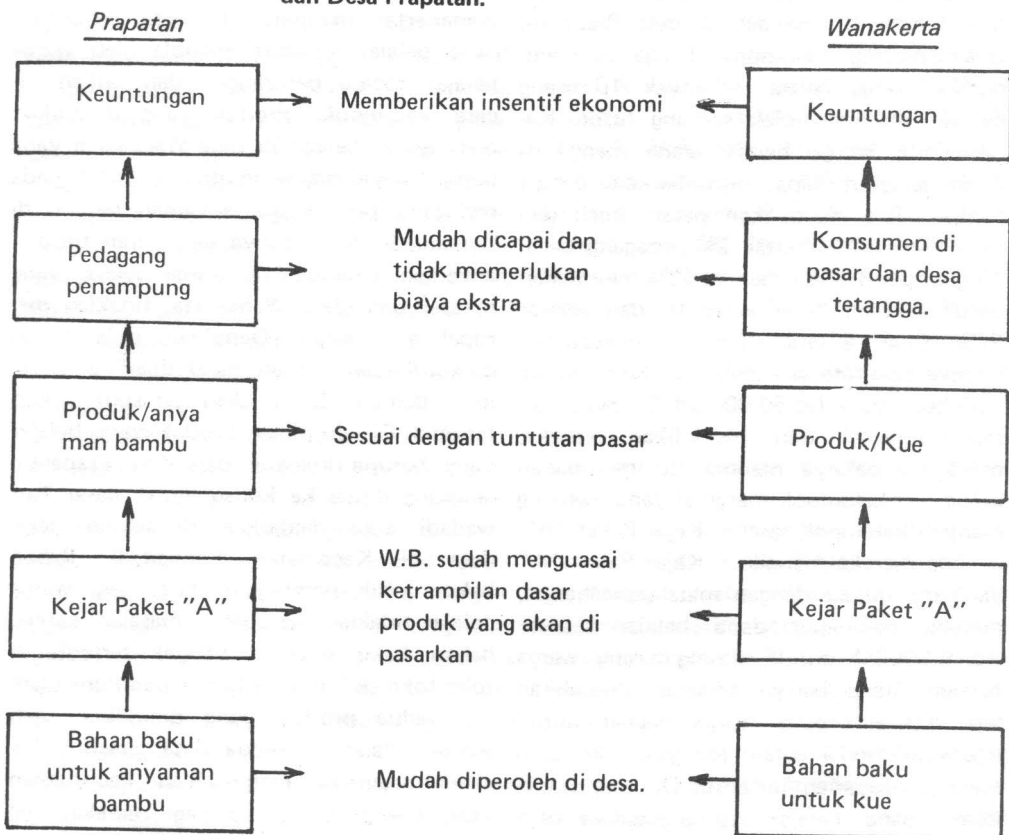 dan Desa Prapatan.
Prapatan
Wanakerta
Keuntungan
Memberikan insentif ekonomi
Keuntungan
Pedagang
penampung
Mudah dicapai dan
tidak memerlukan
biaya ekstra
Konsumen di
pasar dan desa
tetangga.
Produk/anya
man bambu
Sesuai dengan tuntutan pasar
Produk/Kue
Kejar Paket "A"
W.B. sudah menguasai
ketrampilan dasar
produk yang akan di
pasarkan
Kejar Paket "A"
Bahan baku
untuk anyaman
bambu
Mudah diperoleh di desa.
Bahan baku
untuk kue